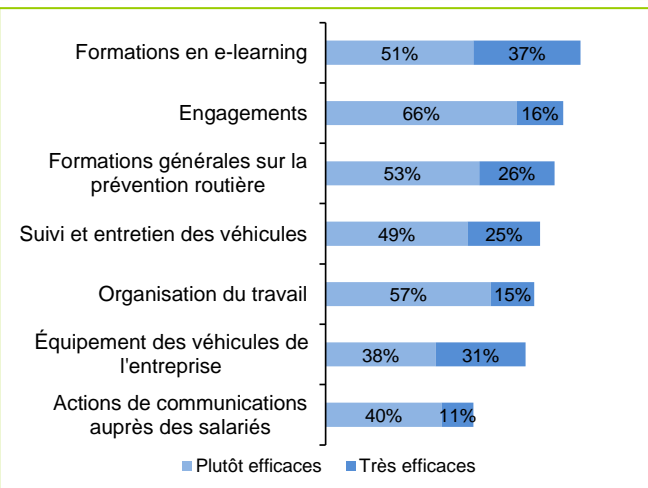 Formations en e-learning
51% 37%
Engagements
66% 16%
Formations générales sur la
prévention routière
53% 26%
Suivi et entretien des véhicules
49% 25%
Organisation du travail
57% 15%
Équipement des véhicules de
l'entreprise
38% 31%
Actions de communications
auprès des salariés
40% 11%
Plutôt efficaces Très efficaces